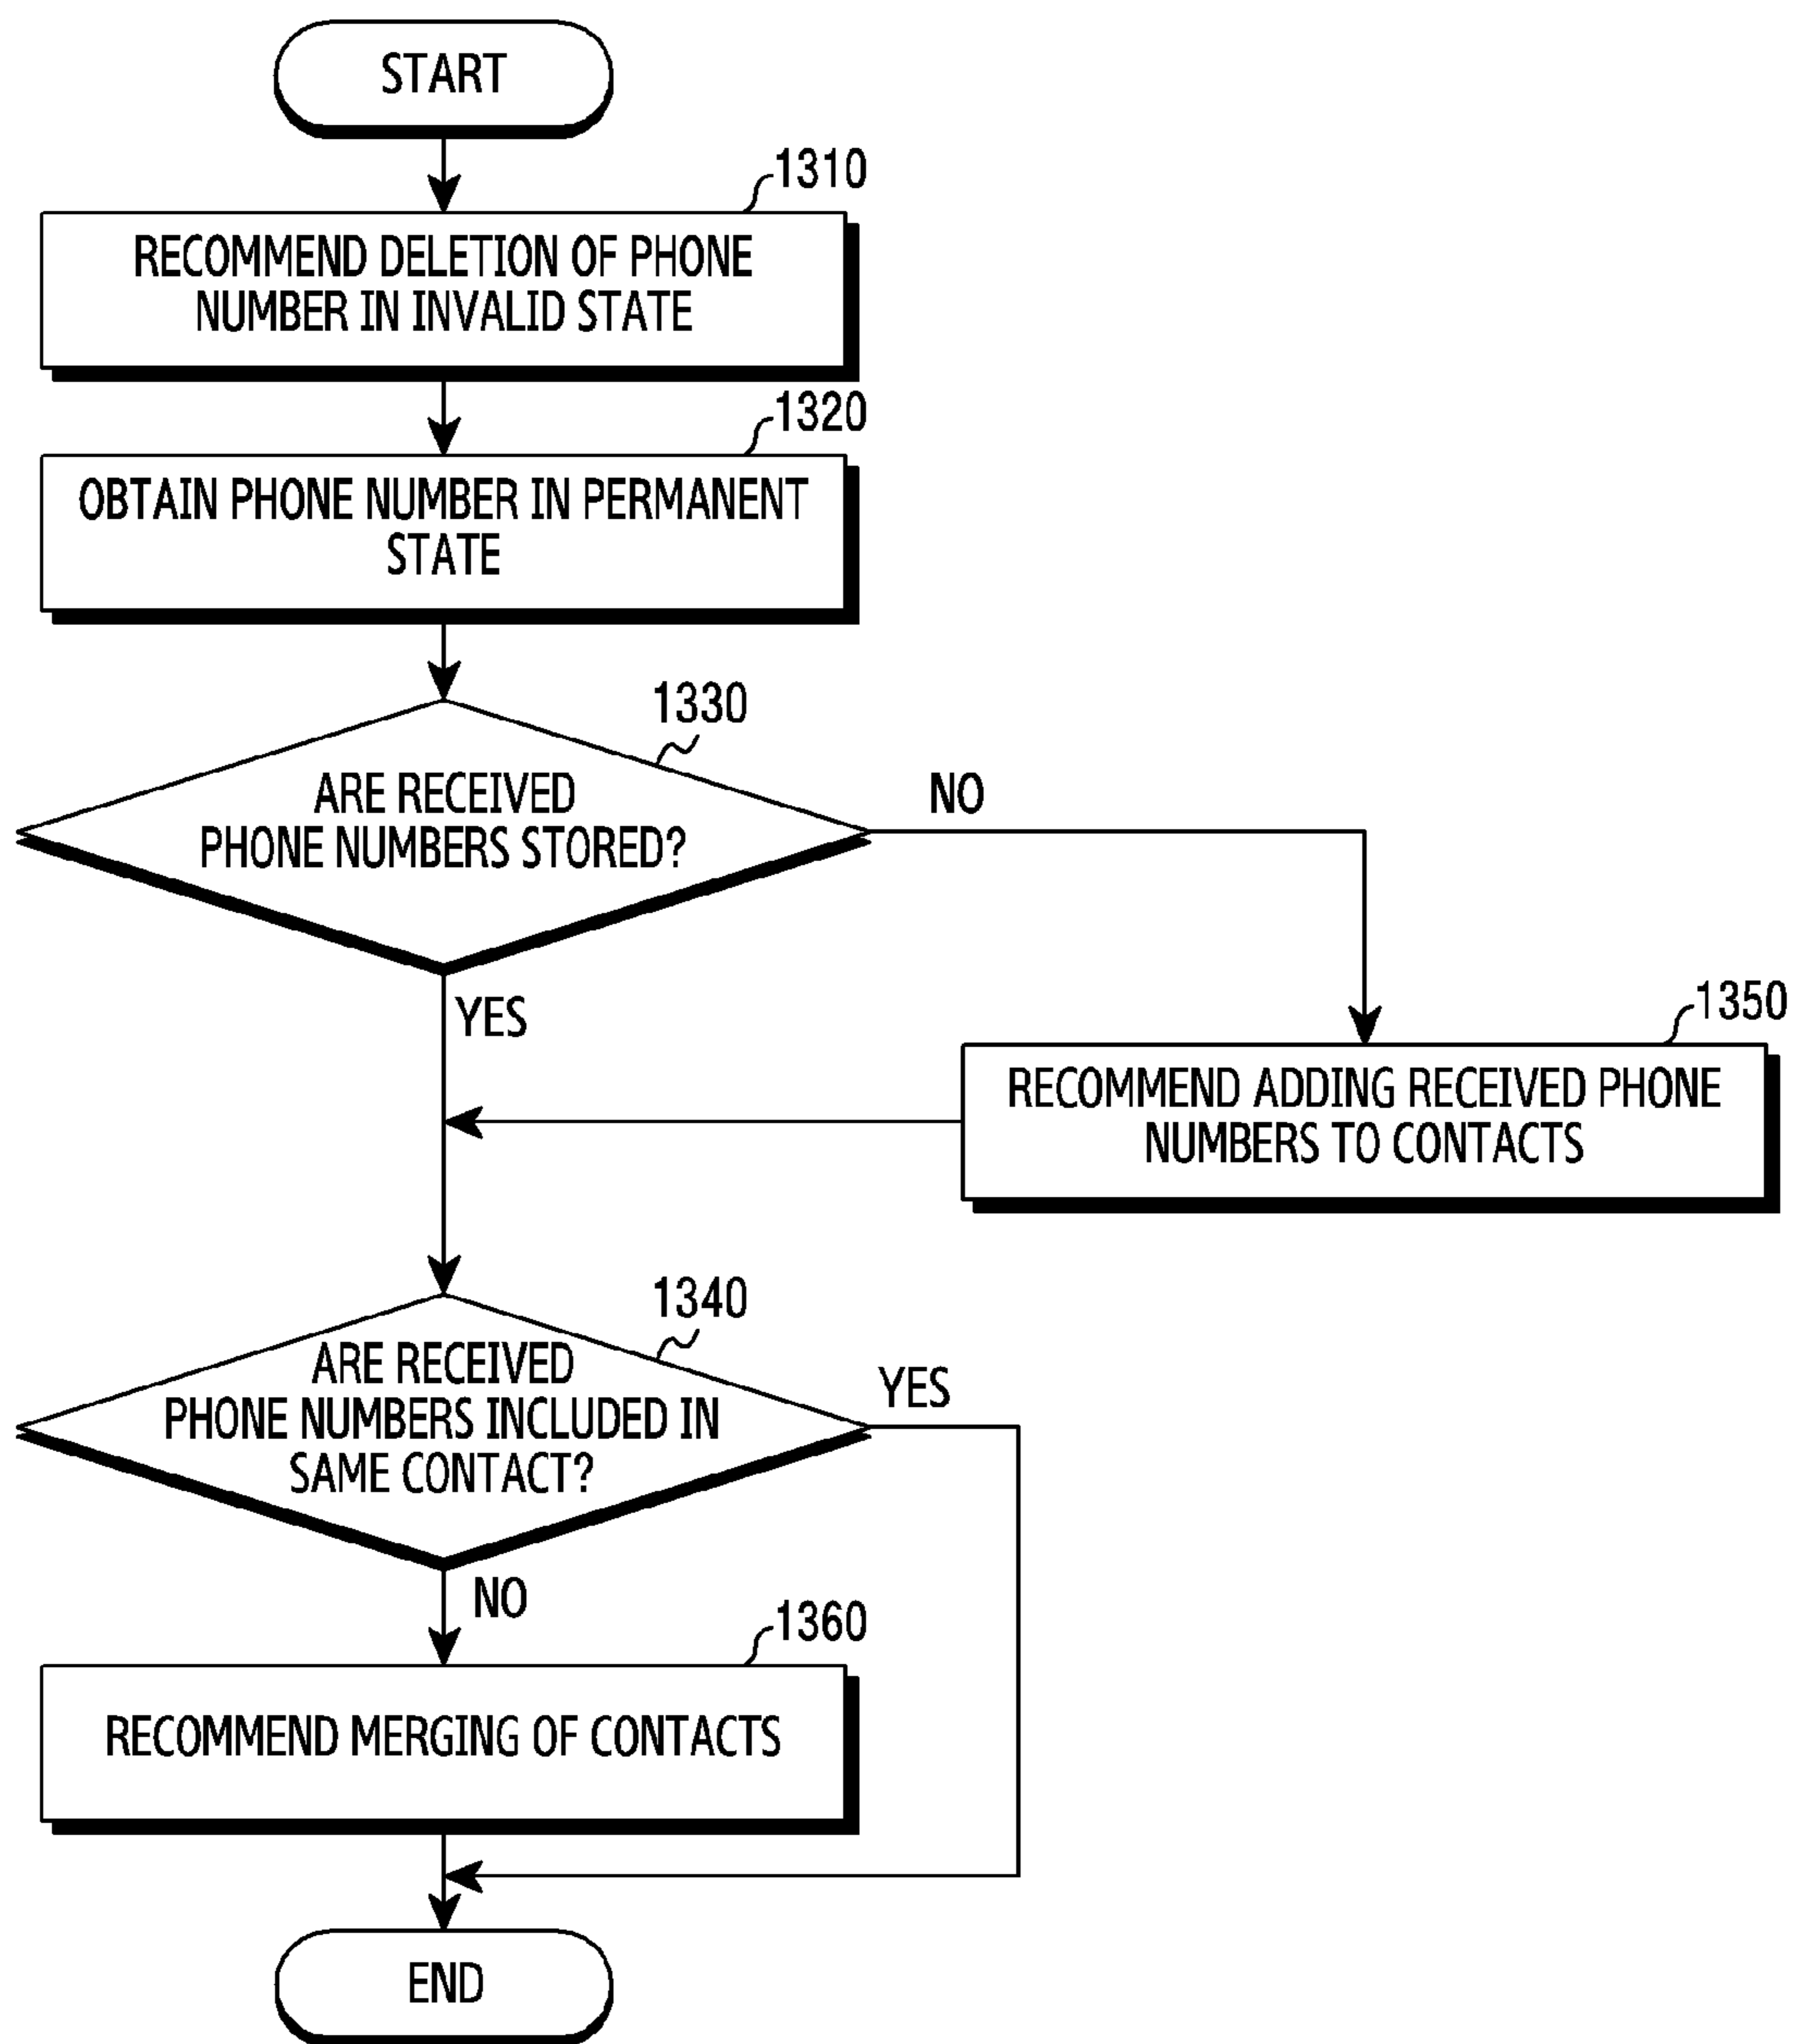 START
1310
RECOMMEND DELETION OF PHONE
NUMBER IN INVALID STATE
1320
OBTAIN PHONE NUMBER IN PERMANENT
STATE
1330
ARE RECEIVED
PHONE NUMBERS STORED?
NO
YES
1350
RECOMMEND ADDING RECEIVED PHONE
NUMBERS TO CONTACTS
1340
ARE RECEIVED
PHONE NUMBERS INCLUDED IN
SAME CONTACT?
YES
NO
1360
RECOMMEND MERGING OF CONTACTS
END